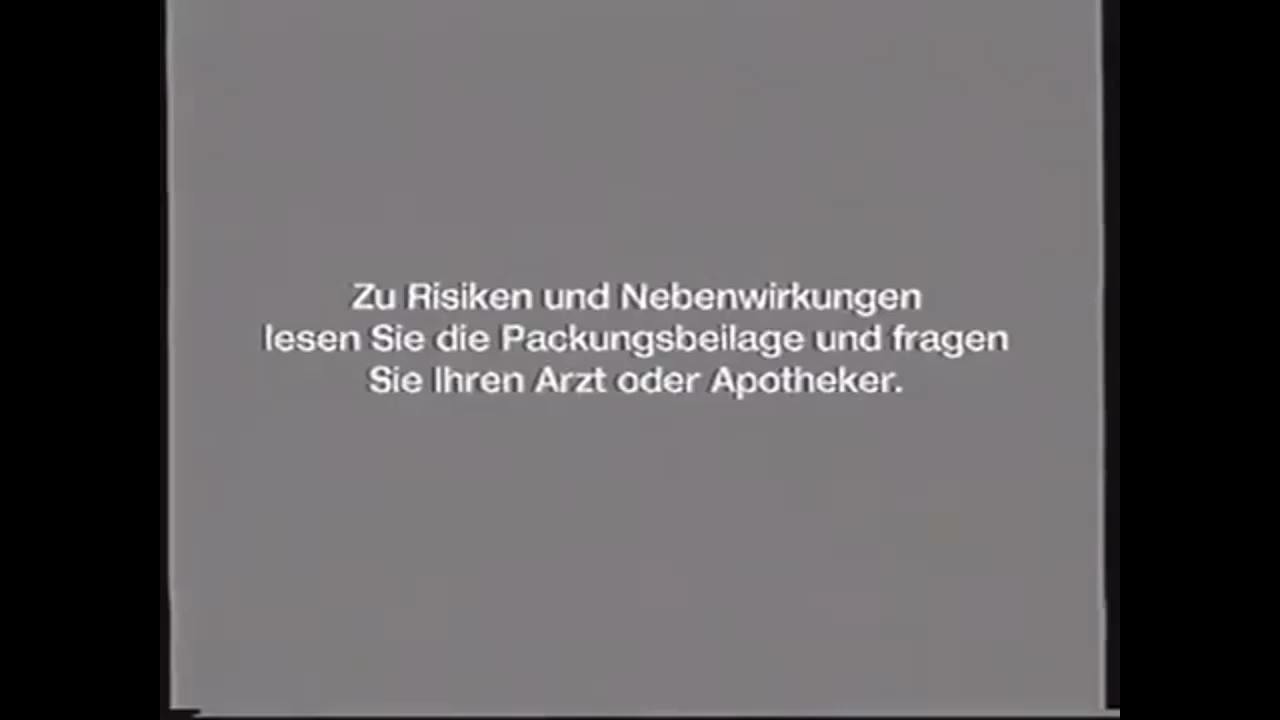 Zu Risiken und Nebenwirkungen
lesen Sie die Packungsbeilage und fragen
Sie Ihren Arzt oder Apotheker.